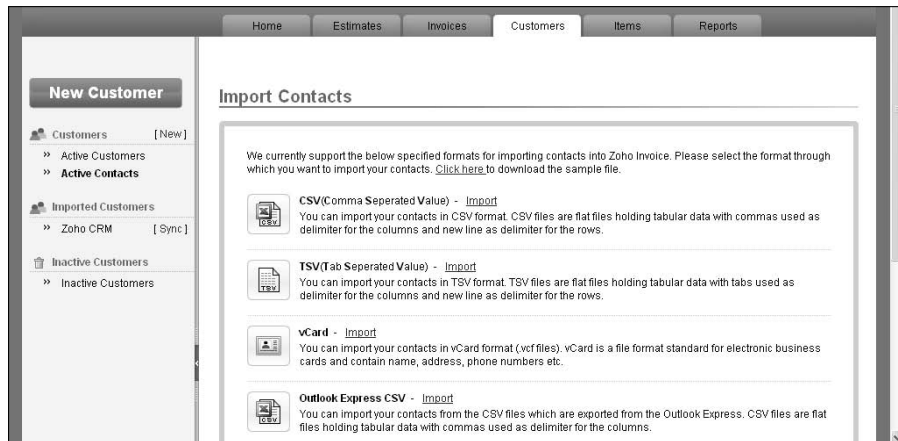 Home Estimates Invoices Customers Items Reports
New Customer
Customers [ New ]
» Active Customers
» Active Contacts
Imported Customers
» Zoho CRM [ Sync ]
Inactive Customers
» Inactive Customers
Import Contacts
We currently support the below specified formats for importing contacts into Zoho Invoice. Please select the format through
which you want to import your contacts. Click here to download the sample file.
CSV
CSV(Comma Seperated Value) - Import
You can import your contacts in CSV format. CSV files are flat files holding tabular data with commas used as
delimiter for the columns and new line as delimiter for the rows.
TSV
TSV(Tab Seperated Value) - Import
You can import your contacts in TSV format. TSV files are flat files holding tabular data with tabs used as
delimiter for the columns and new line as delimiter for the rows.
vCard - Import
You can import your contacts in vCard format (.vcf files). vCard is a file format standard for electronic business
cards and contain name, address, phone numbers etc.
CSV
Outlook Express CSV - Import
You can import your contacts from the CSV files which are exported from the Outlook Express. CSV files are flat
files holding tabular data with commas used as delimiter for the columns.